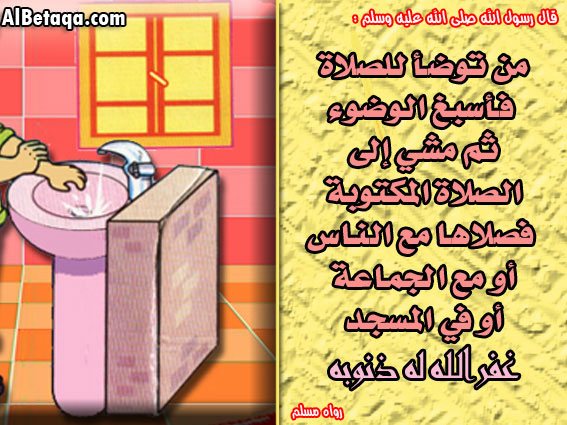 AlBetaqa.com
قال رسول الله صلى الله عليه وسلم :
من توضأ للصلاة
فأسبغ الوضوء
ثم مشي إلى
الصلاة المكتوبة
فصلاها مع الناس
أو مع الجماعة
أو في المسجد
غفر الله له ذنوبه
رواه مسلم